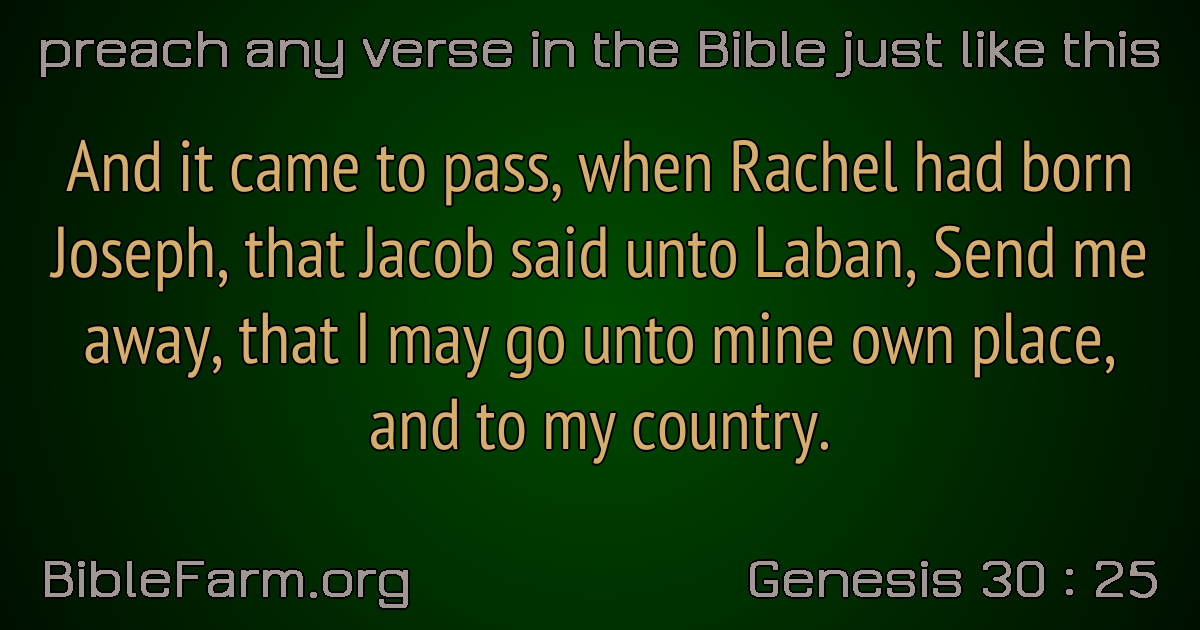 preach any verse in the Bible just like this
And it came to pass, when Rachel had born
Joseph, that Jacob said unto Laban, Send me
away, that I may go unto mine own place,
and to my country.
BibleFarm.org
Genesis 30 : 25